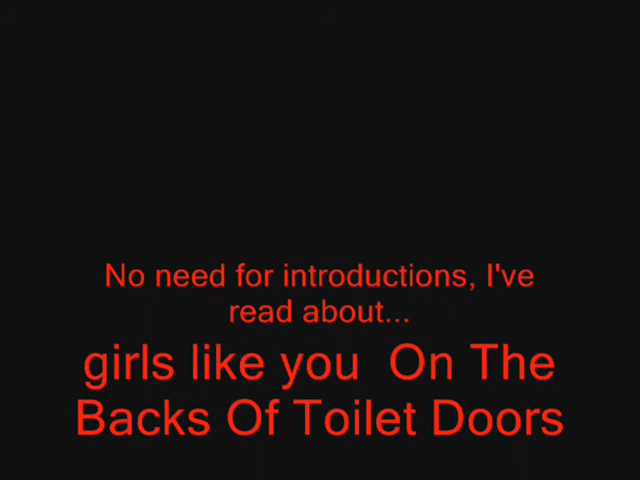 No need for introductions, I've
read about...
girls like you  On The
Backs Of Toilet Doors